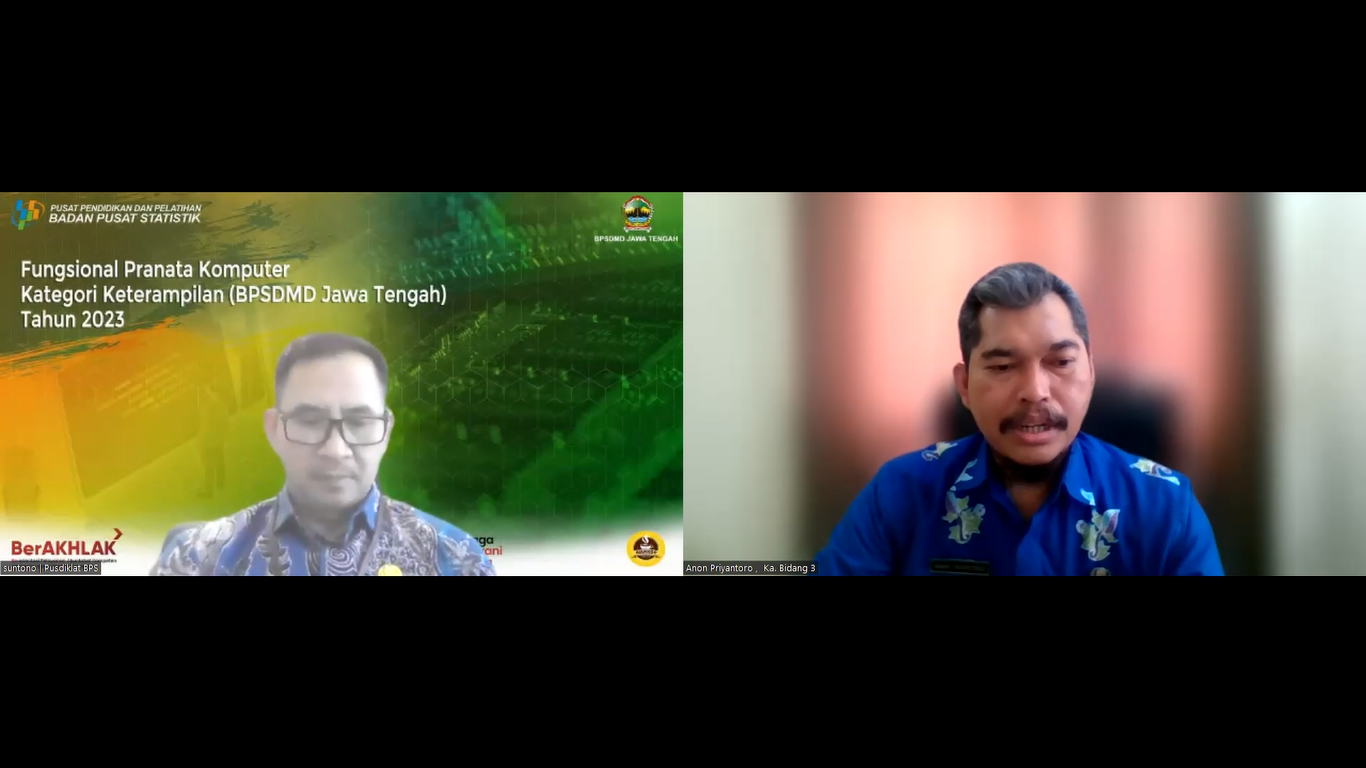 PUSAT PENDIDIKAN DAN PELATIHAN
BADAN PUSAT STATISTIK
BPSDMD JAWA TENGAH
Fungsional Pranata Komputer
Kategori Keterampilan (BPSDMD Jawa Tengah)
Tahun 2023
BerAKHLAK
suntono | Pusdiklat BPS
Anon Priyantoro , Ka. Bidang 3